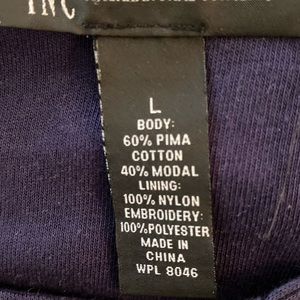 INC
L
BODY:
60% PIMA
COTTON
40% MODAL
LINING:
100% NYLON
EMBROIDERY:
100%POLYESTER
MADE IN
CHINA
WPL 8046